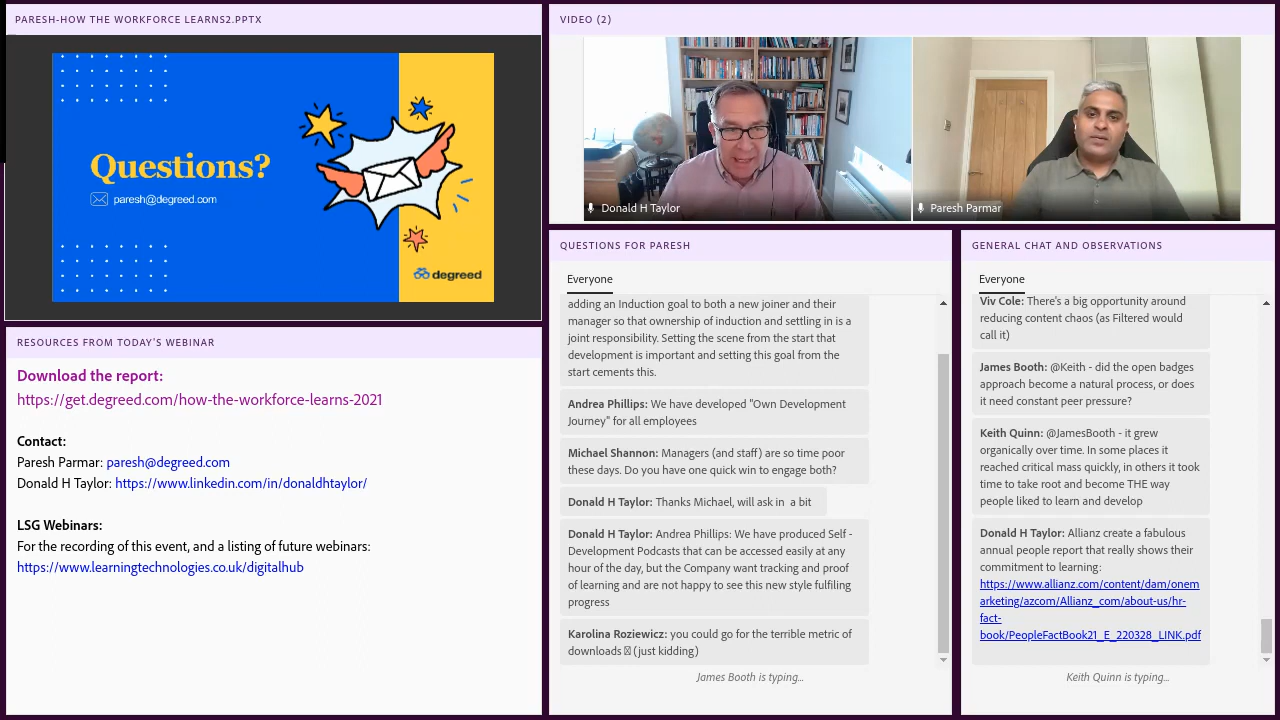 PARESH-HOW THE WORKFORCE LEARNS2.PPTX
Questions?
paresh@degreed.com
degreed
RESOURCES FROM TODAY'S WEBINAR
Download the report:
https://get.degreed.com/how-the-workforce-learns-2021
Contact:
Paresh Parmar: paresh@degreed.com
Donald H Taylor: https://www.linkedin.com/in/donaldhtaylor/
LSG Webinars:
For the recording of this event, and a listing of future webinars:
https://www.learningtechnologies.co.uk/digitalhub
VIDEO (2)
Donald H Taylor
Paresh Parmar
QUESTIONS FOR PARESH
Everyone
adding an Induction goal to both a new joiner and their
manager so that ownership of induction and settling in is a
joint responsibility. Setting the scene from the start that
development is important and setting this goal from the
start cements this.
Andrea Phillips: We have developed "Own Development
Journey" for all employees
Michael Shannon: Managers (and staff) are so time poor
these days. Do you have one quick win to engage both?
Donald H Taylor: Thanks Michael, will ask in a bit
Donald H Taylor: Andrea Phillips: We have produced Self -
Development Podcasts that can be accessed easily at any
hour of the day, but the Company want tracking and proof
of learning and are not happy to see this new style fulfiling
progress
Karolina Roziewicz: you could go for the terrible metric of
downloads (just kidding)
James Booth is typing...
GENERAL CHAT AND OBSERVATIONS
Everyone
Viv Cole: There's a big opportunity around
reducing content chaos (as Filtered would
call it)
James Booth: @Keith - did the open badges
approach become a natural process, or does
it need constant peer pressure?
Keith Quinn: @JamesBooth - it grew
organically over time. In some places it
reached critical mass quickly, in others it took
time to take root and become THE way
people liked to learn and develop
Donald H Taylor: Allianz create a fabulous
annual people report that really shows their
commitment to learning:
https://www.allianz.com/content/dam/onem
arketing/azcom/Allianz_com/about-us/hr-
fact-
book/PeopleFactBook21_E_220328_LINK.pdf
Keith Quinn is typing...